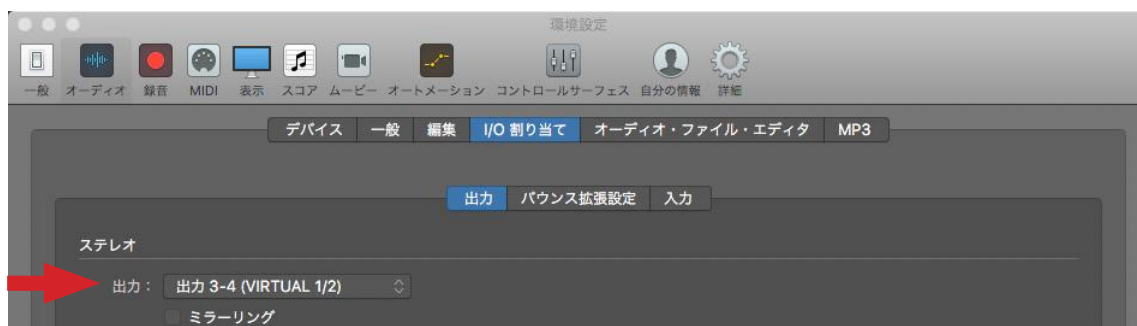 環境設定
一般 オーディオ 録音 MIDI 表示 スコア ムービー オートメーション コントロールサーフェス 自分の情報 詳細
デバイス 一般 編集 I/O 割り当て オーディオ・ファイル・エディタ MP3
出力 バウンス拡張設定 入力
ステレオ
出力： 出力 3-4 (VIRTUAL 1/2)
ミラーリング